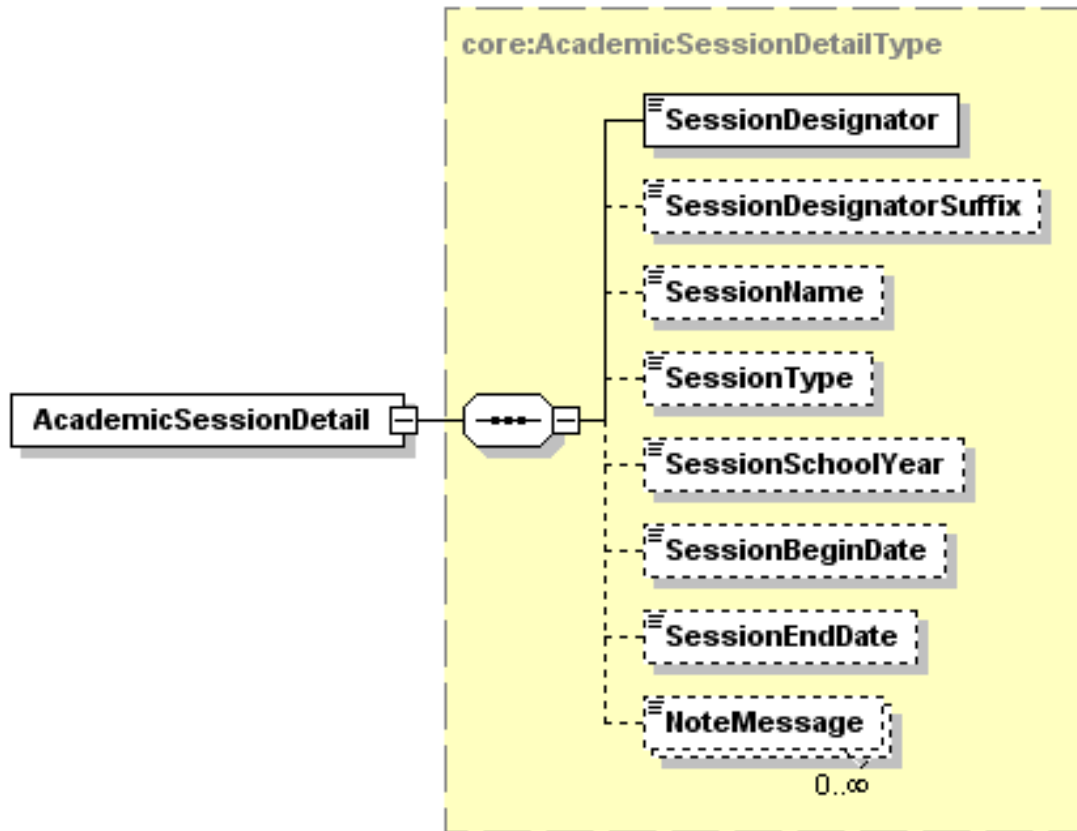 core:AcademicSessionDetailType
SessionDesignator
SessionDesignatorSuffix
SessionName
SessionType
AcademicSessionDetail
SessionSchoolYear
SessionBeginDate
SessionEndDate
NoteMessage
0..∞